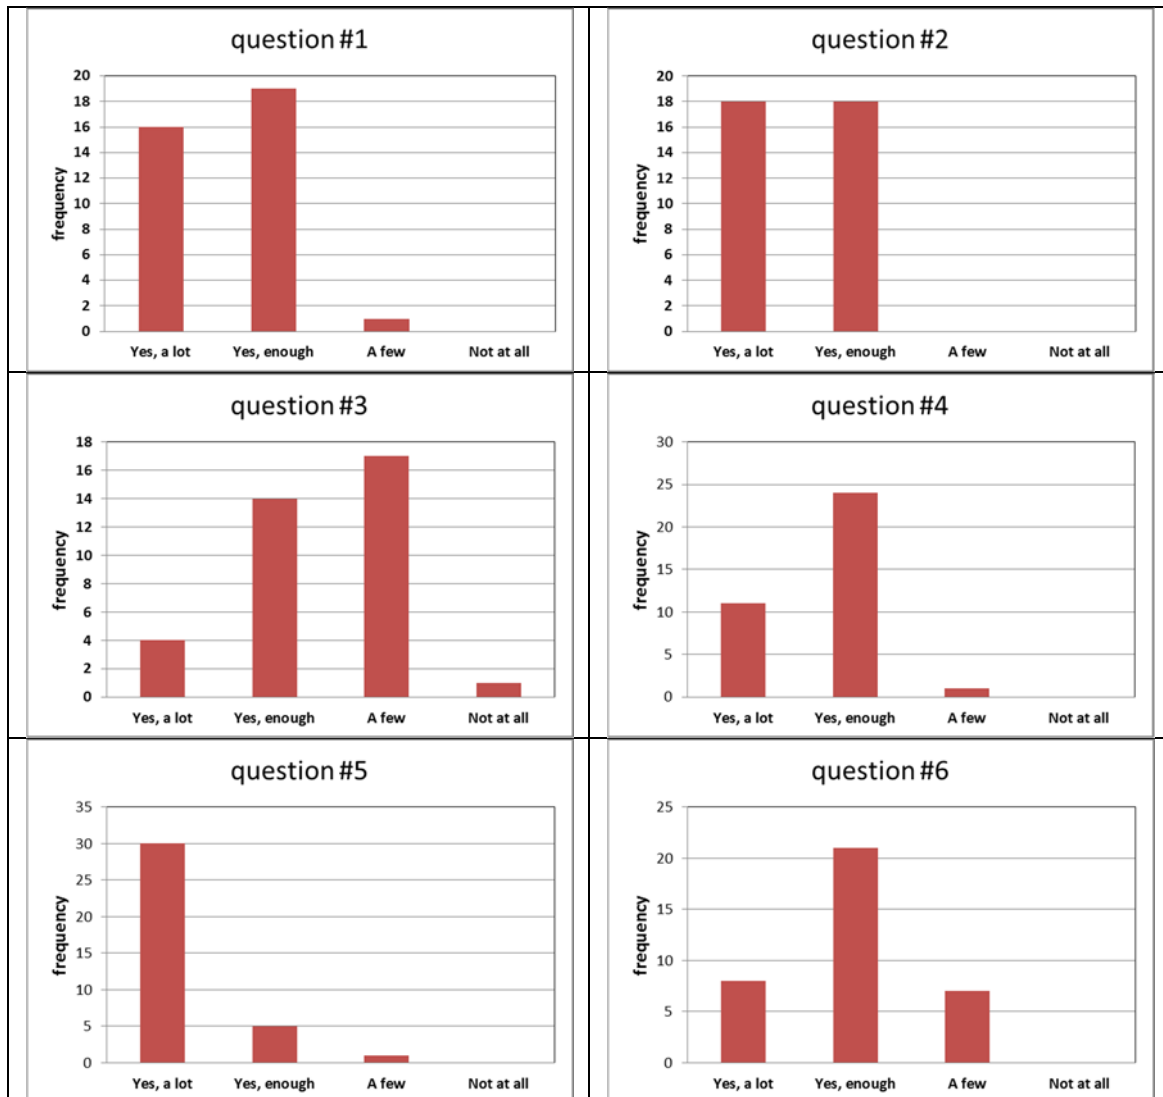 question #1
20
18
16
14
12
10
8
6
4
2
0
frequency
Yes, a lot Yes, enough A few Not at all
question #2
20
18
16
14
12
10
8
6
4
2
0
frequency
Yes, a lot Yes, enough A few Not at all
question #3
18
16
14
12
10
8
6
4
2
0
frequency
Yes, a lot Yes, enough A few Not at all
question #4
30
25
20
15
10
5
0
frequency
Yes, a lot Yes, enough A few Not at all
question #5
35
30
25
20
15
10
5
0
frequency
Yes, a lot Yes, enough A few Not at all
question #6
25
20
15
10
5
0
frequency
Yes, a lot Yes, enough A few Not at all